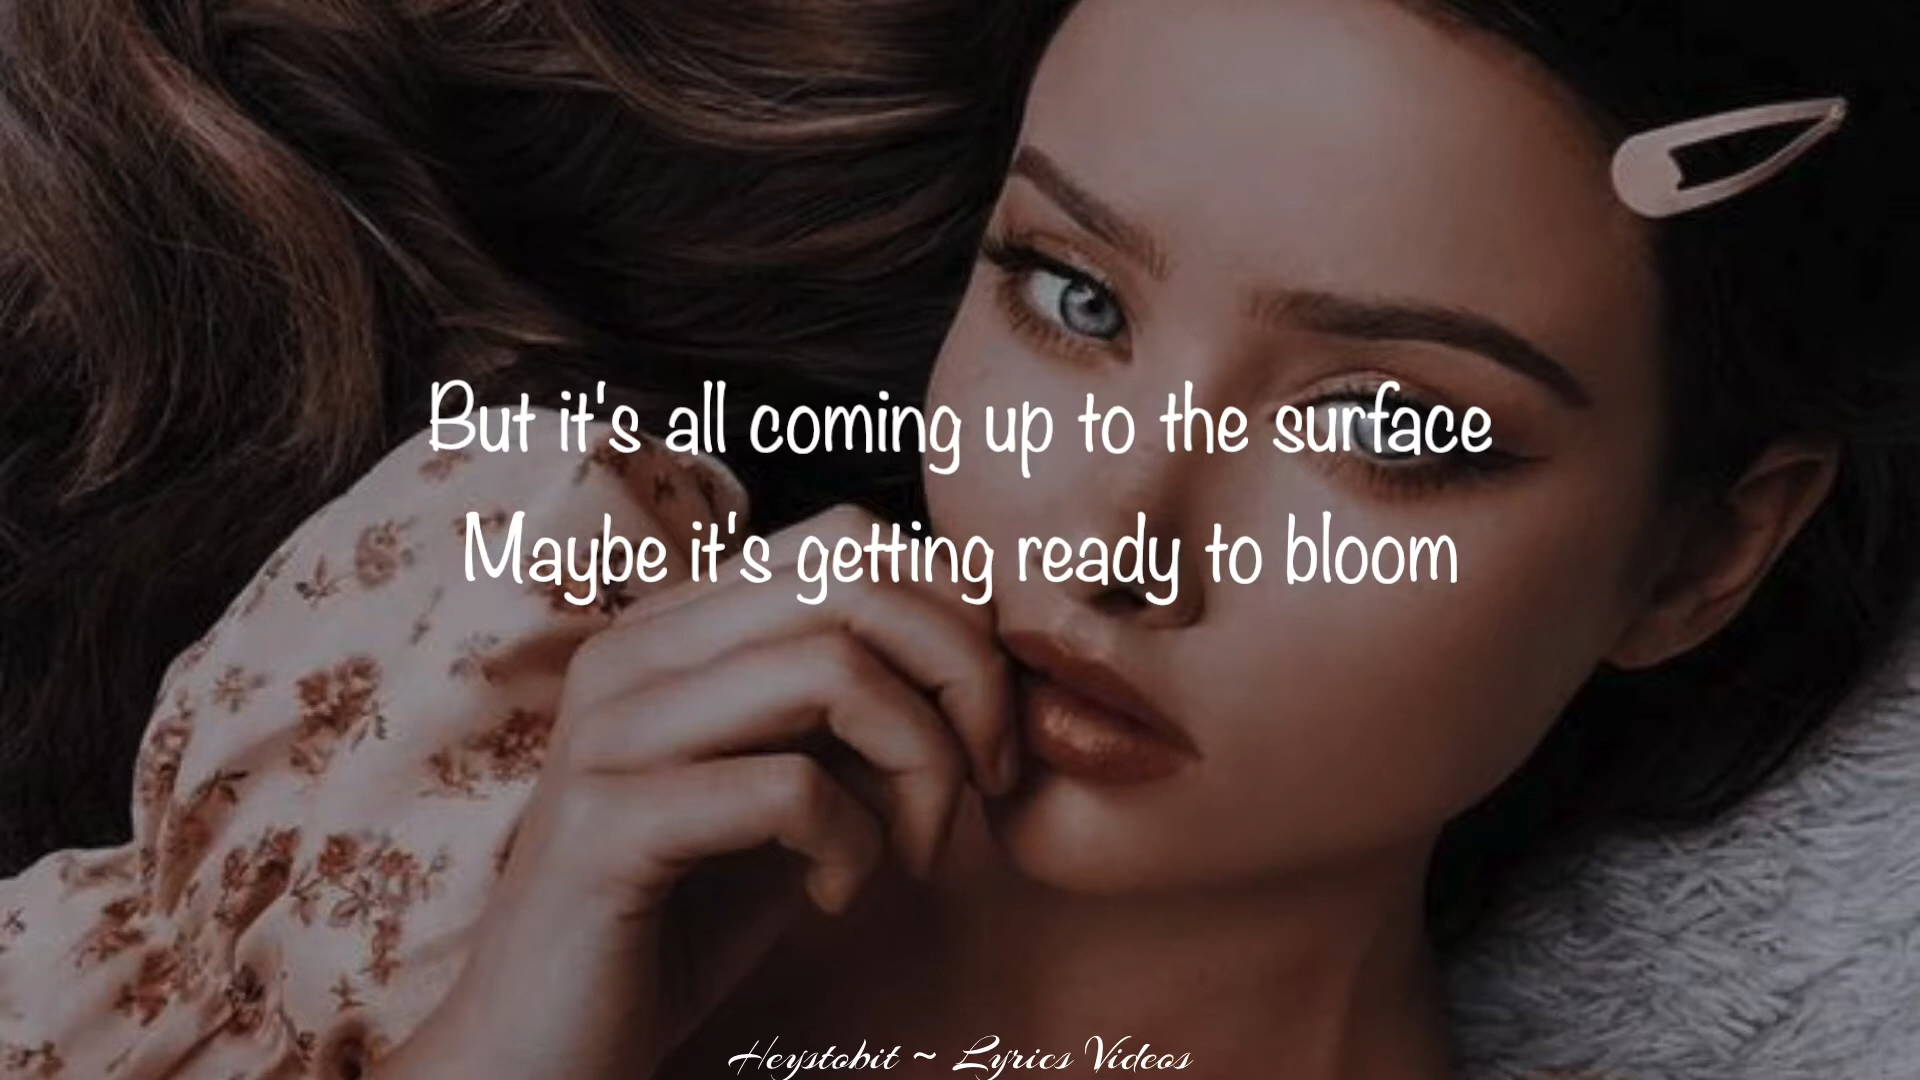 But it's all coming up to the surface
Maybe it's getting ready to bloom
Heystobit ~ Lyrics Videos